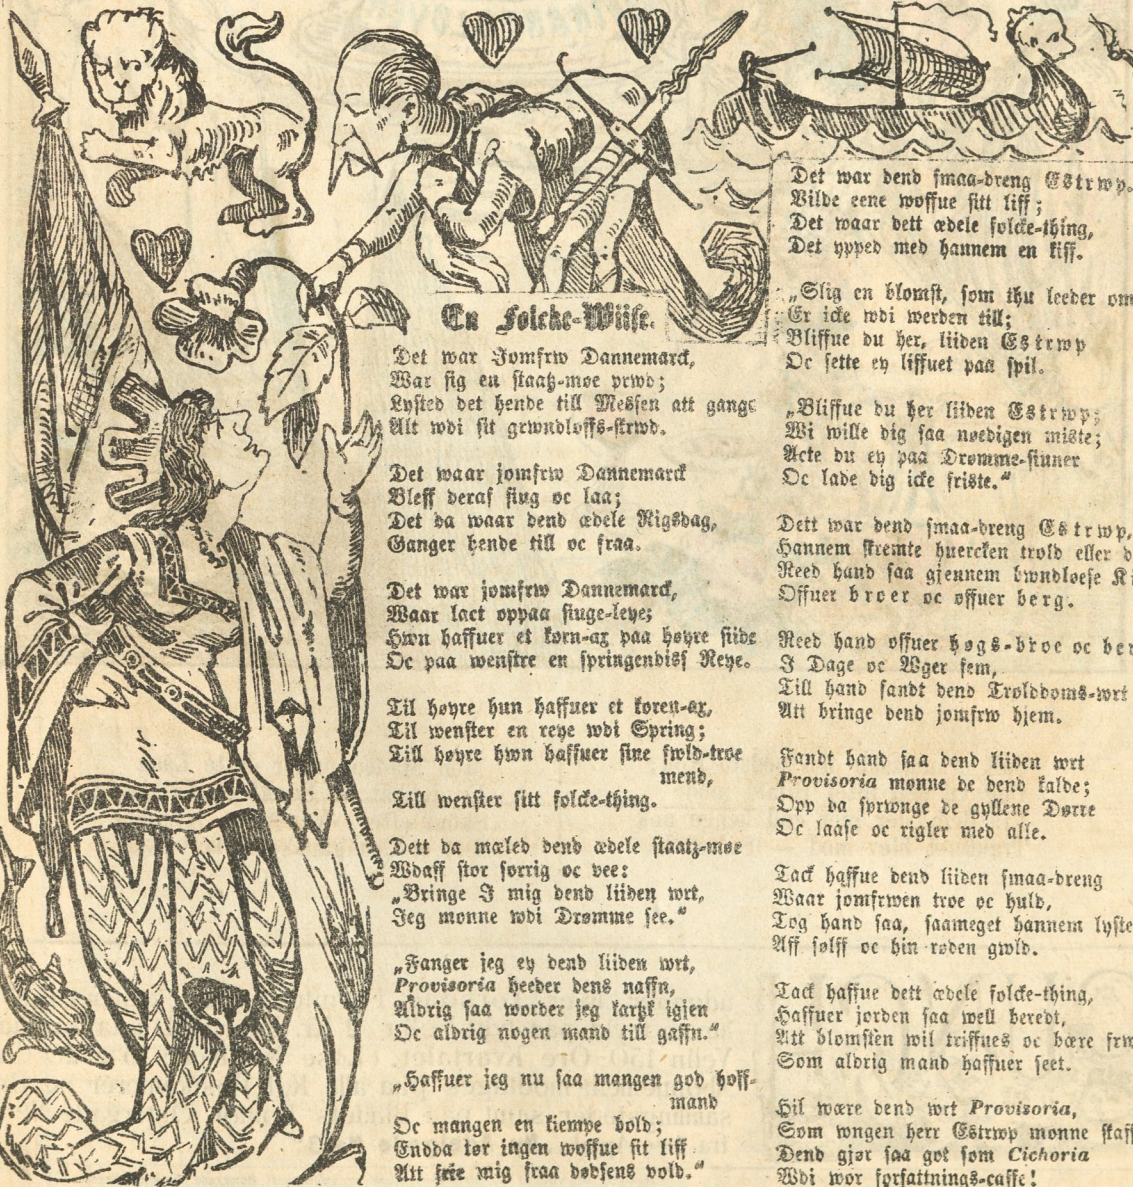 En Folcke-Wiise.
Det war Jomfrw Dannemarck,
War sig en staatz-moe prwd;
Lysted det hende till Messen att gange
Alt wdi sit grwndloffs-skrwd.
Det waar jomfrw Dannemarck
Bleff deraf siug oc laa;
Det da waar dend ædele Rigsdag,
Ganger hende till oc fraa.
Det war jomfrw Dannemarck,
Waar lact oppaa siuge-leye;
Hwn haffuer et korn-ax paa høyre siide
Oc paa wenstre en springendiss Reye.
Til høyre hun haffuer et koren-ax,
Til wenster en reye wdi Spring;
Till høyre hwn haffuer sine fwld-troe
mend,
Till wenster sitt folcke-thing.
Dett da mæled dend ædele staatz-møe
Wdaff stor sorrig oc vee:
„Bringe I mig dend liiden wrt,
Jeg monne wdi Drømme see.“
„Fanger jeg ey dend liiden wrt,
Provisoria heeder dens naffn,
Aldrig saa worder jeg kartzk igjen
Oc aldrig nogen mand till gaffn.“
„Haffuer jeg nu saa mangen god hoff-
mand
Oc mangen en kiempe bold;
Endda tør ingen woffue sit liff
Att frie mig fraa dødsens vold.“
Det war dend smaa-dreng Estrwp.
Vilde eene woffue sitt liff;
Det waar dett ædele folcke-thing,
Det ypped med hannem en kiff.
„Slig en blomst, som thu leeder om
Er icke wdi werden till;
Bliffue du her, liiden Estrwp
Oc sette ey liffuet paa spil.
„Bliffue du her liiden Estrwp;
Wi wille dig saa nøedigen miste;
Acte du ey paa Drømme-siuner
Oc lade dig icke friste.“
Dett war dend smaa-dreng Estrwp,
Hannem skremte huercken trold eller
Reed hand saa gjennem bwndløese
Offuer broer oc offuer berg.
Reed hand offuer høgs-broe oc
I Dage oc Wger fem,
Till hand fandt dend Trolddoms-wrt
Att bringe dend jomfrw hjem.
Fandt hand saa dend liiden wrt
Provisoria monne de dend kalde;
Opp da sprwnge de gyllene Dørre
Oc laase oc rigler med alle.
Tack haffue dend liiden smaa-dreng
Waar jomfrwen troe oc huld,
Tog hand saa, saameget hannem lyste
Aff sølff oc hin røden gwld.
Tack haffue dett ædele folcke-thing,
Haffuer jorden saa well beredt,
Att blomsten wil triffues oc bære
Som aldrig mand haffuer seet.
Hil wære dend wrt Provisoria,
Som wngen herr Estrwp monne
Dend gjør saa got som Cichoria
Wdi wor forfattnings-caffe!